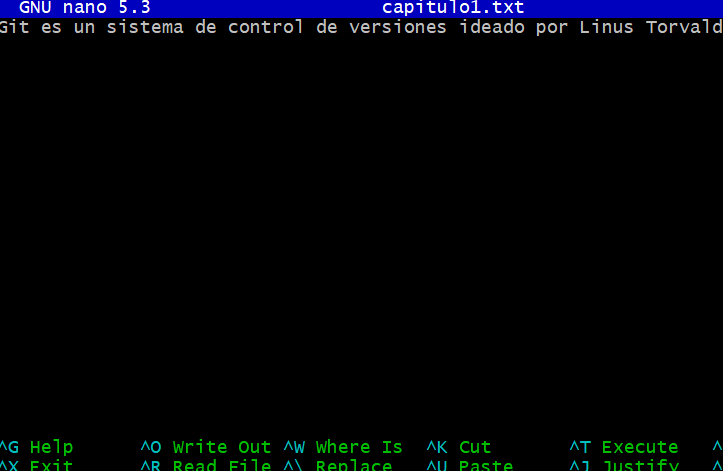 GNU nano 5.3 capitulo1.txt
Git es un sistema de control de versiones ideado por Linus Torvald
^G Help ^O Write Out ^W Where Is ^K Cut ^T Execute ^
^X Exit ^R Read File ^\ Replace ^U Paste ^J Justify ^